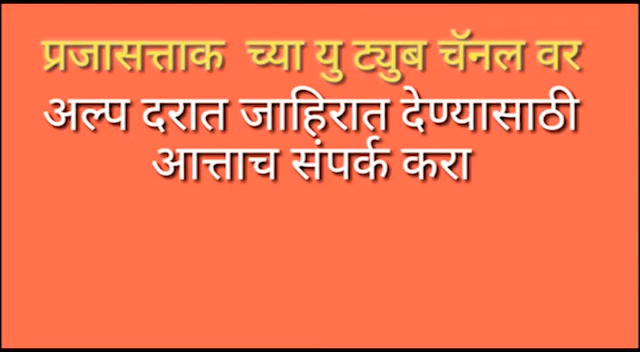 प्रजासत्ताक च्या यु ट्युब चॅनल वर
अल्प दरात जाहिरात देण्यासाठी
आत्ताच संपर्क करा